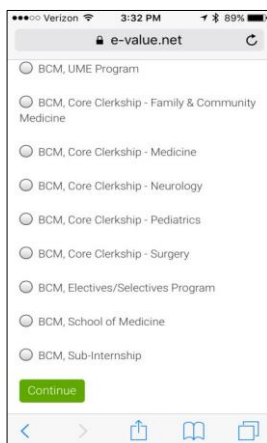 Verizon 3:32 PM 89%
e-value.net
BCM, UME Program
BCM, Core Clerkship - Family & Community
Medicine
BCM, Core Clerkship - Medicine
BCM, Core Clerkship - Neurology
BCM, Core Clerkship - Pediatrics
BCM, Core Clerkship - Surgery
BCM, Electives/Selectives Program
BCM, School of Medicine
BCM, Sub-Internship
Continue